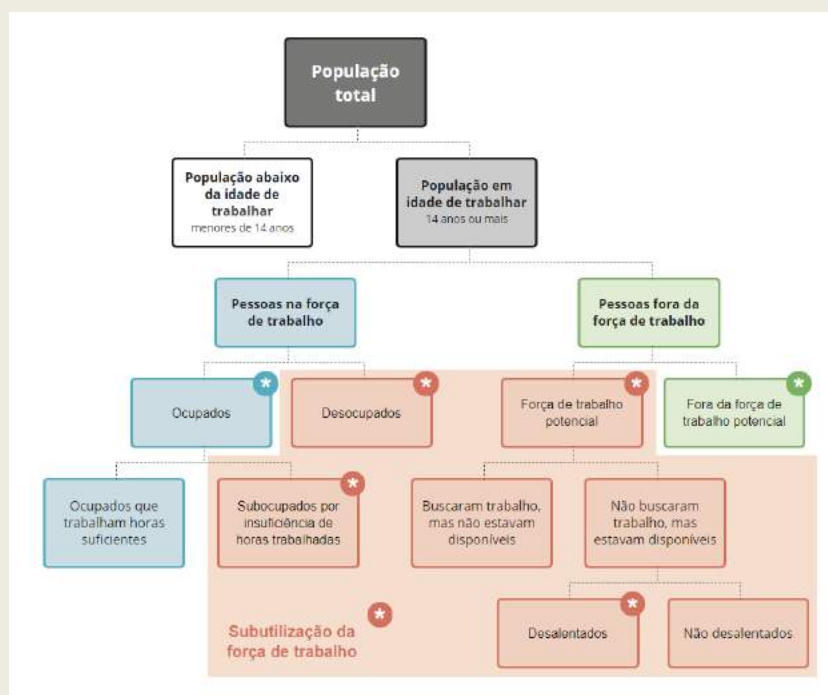 População
total
População abaixo
da idade de
trabalhar
menores de 14 anos
População em
idade de trabalhar
14 anos ou mais
Pessoas na força
de trabalho
Pessoas fora da
força de trabalho
*
Ocupados
*
Desocupados
*
Força de trabalho
potencial
*
Fora da força de
trabalho potencial
Ocupados que
trabalham horas
suficientes
*
Subocupados por
insuficiência de
horas trabalhadas
Buscaram trabalho,
mas não estavam
disponíveis
Não buscaram
trabalho, mas
estavam disponíveis
*
Subutilização da
força de trabalho
*
Desalentados
Não desalentados